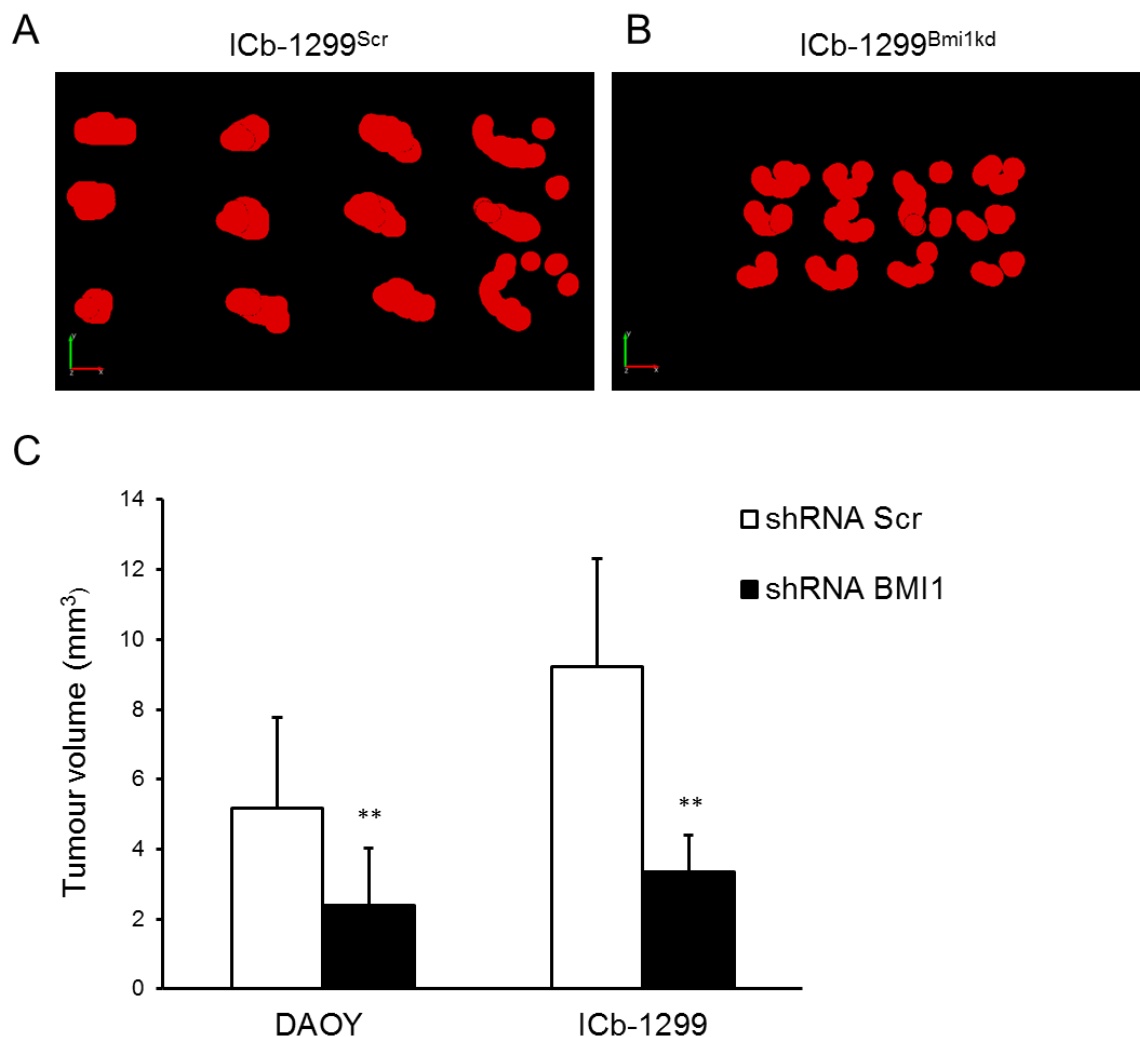 A
ICb-1299Scr
B
ICb-1299Bmi1kd
y
z x
y
z x
C
14
12
10
8
6
4
2
0
Tumour volume (mm3)
shRNA Scr
shRNA BMI1
**
**
DAOY
ICb-1299